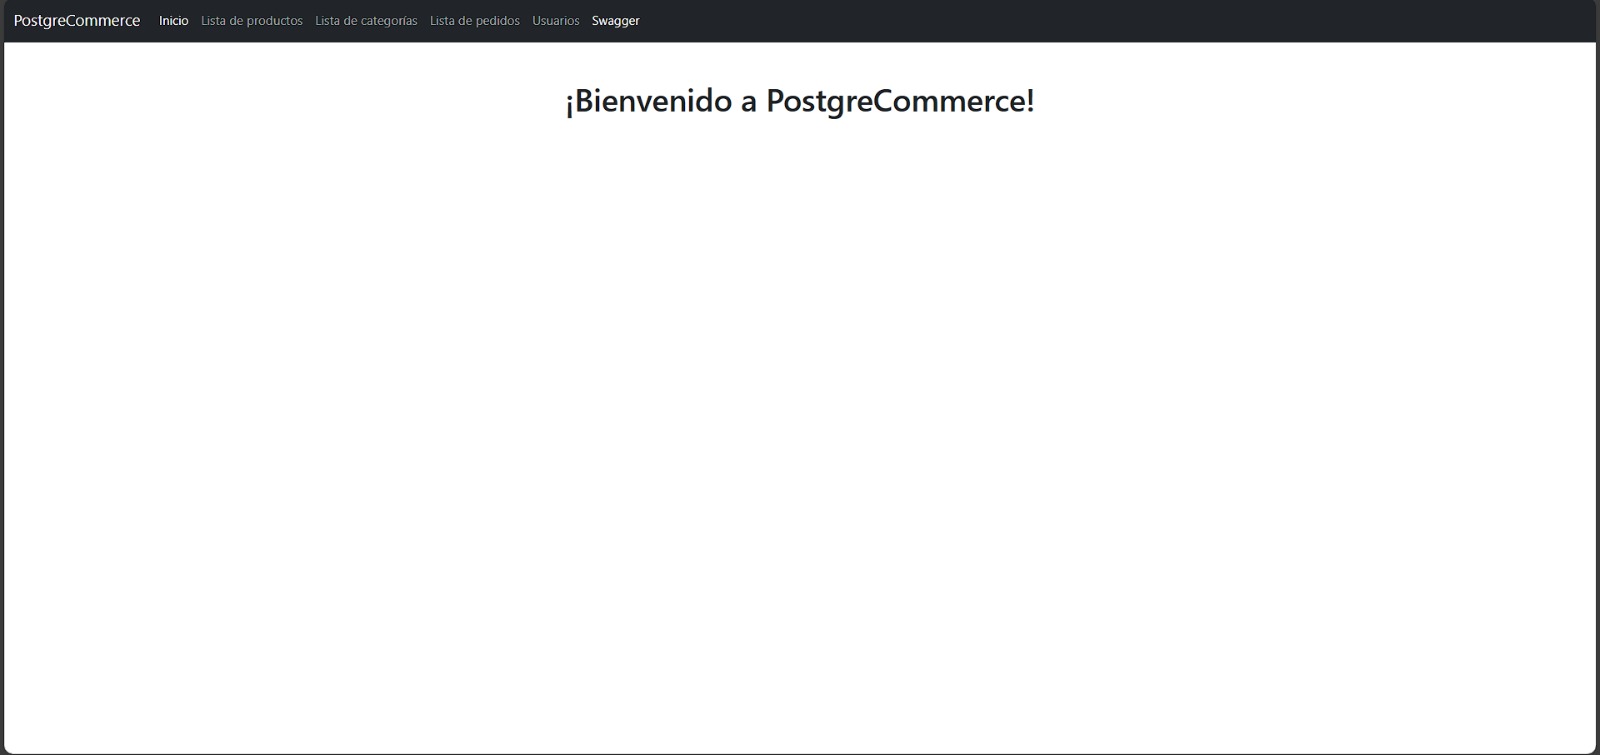 PostgreCommerce Inicio Lista de productos Lista de categorías Lista de pedidos Usuarios Swagger
¡Bienvenido a PostgreCommerce!